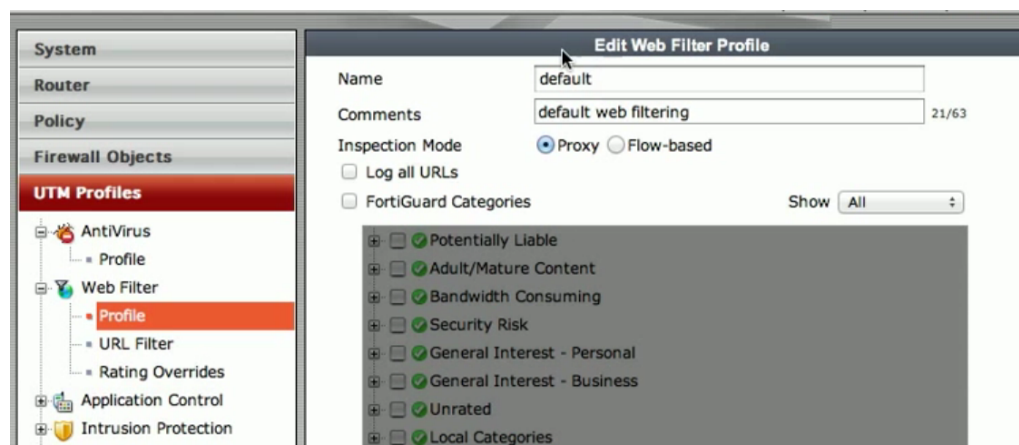 System
Router
Policy
Firewall Objects
UTM Profiles
AntiVirus
Profile
Web Filter
Profile
URL Filter
Rating Overrides
Application Control
Intrusion Protection
Edit Web Filter Profile
Name default
Comments default web filtering 21/63
Inspection Mode Proxy Flow-based
Log all URLs
FortiGuard Categories Show All
Potentially Liable
Adult/Mature Content
Bandwidth Consuming
Security Risk
General Interest - Personal
General Interest - Business
Unrated
Local Categories